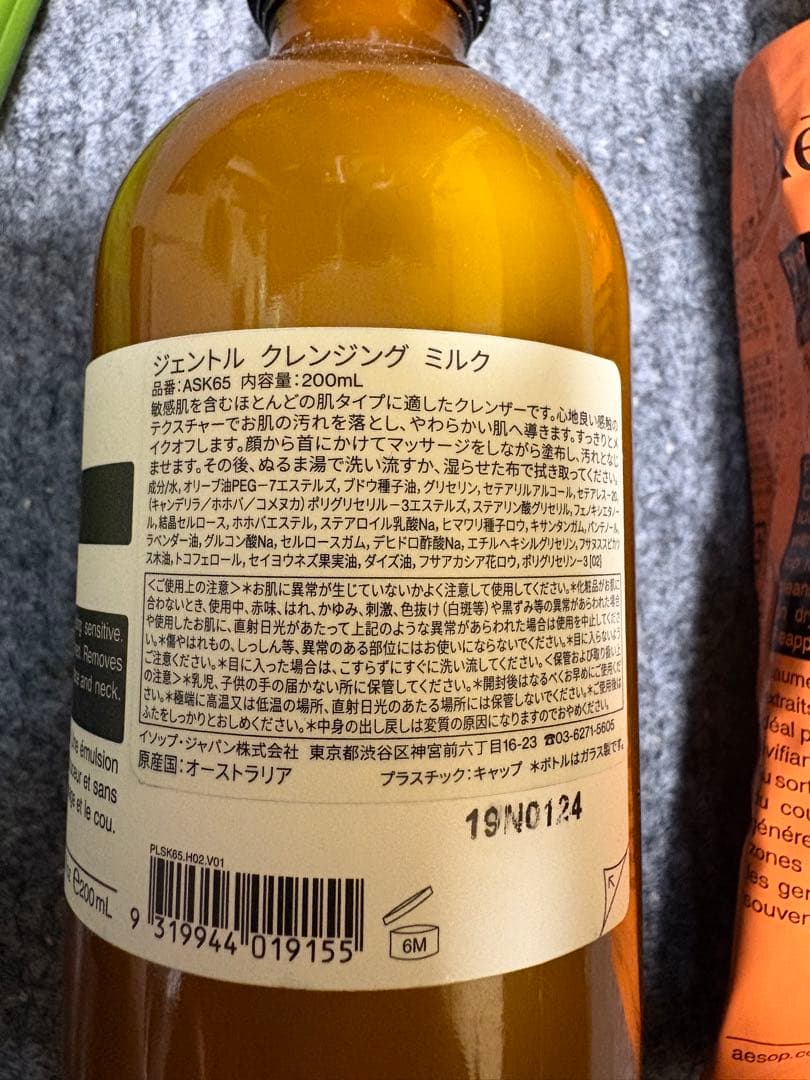 ジェントル クレンジング ミルク
品番：ASK65 内容量：200mL
敏感肌を含むほとんどの肌タイプに適したクレンザーです。心地良い感触の
テクスチャーでお肌の汚れを落とし、やわらかい肌へ導きます。すっきりとメ
イクオフします。顔から首にかけてマッサージをしながら塗布し、汚れとなじ
ませます。その後、ぬるま湯で洗い流すか、湿らせた布で拭き取ってください。
成分/水, オリーブ油PEG－7エステルズ, ブドウ種子油, グリセリン, セテアリルアルコール, セテアレス-20,
(キャンデリラ／ホホバ／コメヌカ) ポリグリセリル－3エステルズ, ステアリン酸グリセリル, フェノキシエタノー
ル, 結晶セルロース, ホホバエステル, ステアロイル乳酸Na, ヒマワリ種子ロウ, キサンタンガム, パンテノール,
ラベンダー油, グルコン酸Na, セルロースガム, デヒドロ酢酸Na, エチルヘキシルグリセリン, フサヌススピカツ
ス木油, トコフェロール, セイヨウネズ果実油, ダイズ油, フサアカシア花ロウ, ポリグリセリン－3 [02]
＜ご使用上の注意＞＊お肌に異常が生じていないかよく注意して使用してください。＊化粧品がお肌に
合わないとき、使用中、赤味、はれ、かゆみ、刺激、色抜け（白斑等）や黒ずみ等の異常があらわれた場合
や使用したお肌に、直射日光があたって上記のような異常があらわれた場合は使用を中止してくださ
い。＊傷やはれもの、しっしん等、異常のある部位にはお使いにならないでください。＊目に入らないよう
ご注意ください。＊目に入った場合は、こすらずにすぐに洗い流してください。＜保管および取り扱い上
の注意＞＊乳児、子供の手の届かない所に保管してください。＊開封後はなるべくお早めにご使用くだ
さい。＊極端に高温又は低温の場所、直射日光のあたる場所には保管しないでください。＊ご使用後は
ふたをしっかりとおしめください。＊中身の出し戻しは変質の原因になりますのでおやめください。
イソップ・ジャパン株式会社 東京都渋谷区神宮前六丁目16-23 ☎03-6271-5605
原産国：オーストラリア プラスチック：キャップ ＊ボトルはガラス製です。
19N0124
PLSK65.H02.V01
9 319944 019155
6M
sensitive.
Removes
and neck.
émulsion
et sans
et le cou.
℮200 mL
souven
aesop.co